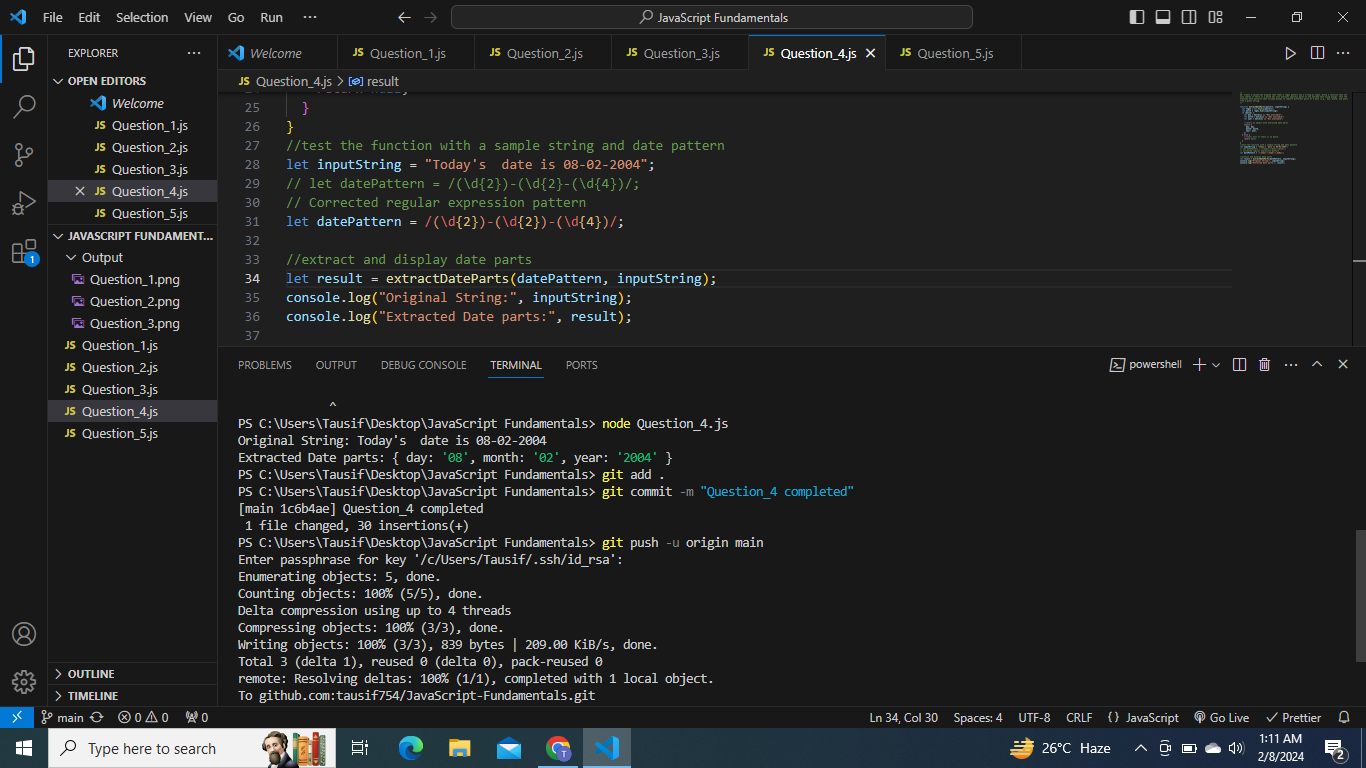 File Edit Selection View Go Run ··· JavaScript Fundamentals
EXPLORER ···
OPEN EDITORS
Welcome
JS Question_1.js
JS Question_2.js
JS Question_3.js
JS Question_4.js
JS Question_5.js
JAVASCRIPT FUNDAMENT...
Output
Question_1.png
Question_2.png
Question_3.png
JS Question_1.js
JS Question_2.js
JS Question_3.js
JS Question_4.js
JS Question_5.js
OUTLINE
TIMELINE
1
Welcome JS Question_1.js JS Question_2.js JS Question_3.js JS Question_4.js JS Question_5.js
JS Question_4.js > result
25 }
26 }
27 //test the function with a sample string and date pattern
28 let inputString = "Today's  date is 08-02-2004";
29 // let datePattern = /(\d{2})-(\d{2}-(\d{4})/;
30 // Corrected regular expression pattern
31 let datePattern = /(\d{2})-(\d{2})-(\d{4})/;
32
33 //extract and display date parts
34 let result = extractDateParts(datePattern, inputString);
35 console.log("Original String:", inputString);
36 console.log("Extracted Date parts:", result);
37
PROBLEMS OUTPUT DEBUG CONSOLE TERMINAL PORTS powershell
^
PS C:\Users\Tausif\Desktop\JavaScript Fundamentals> node Question_4.js
Original String: Today's  date is 08-02-2004
Extracted Date parts: { day: '08', month: '02', year: '2004' }
PS C:\Users\Tausif\Desktop\JavaScript Fundamentals> git add .
PS C:\Users\Tausif\Desktop\JavaScript Fundamentals> git commit -m "Question_4 completed"
[main 1c6b4ae] Question_4 completed
 1 file changed, 30 insertions(+)
PS C:\Users\Tausif\Desktop\JavaScript Fundamentals> git push -u origin main
Enter passphrase for key '/c/Users/Tausif/.ssh/id_rsa':
Enumerating objects: 5, done.
Counting objects: 100% (5/5), done.
Delta compression using up to 4 threads
Compressing objects: 100% (3/3), done.
Writing objects: 100% (3/3), 839 bytes | 209.00 KiB/s, done.
Total 3 (delta 1), reused 0 (delta 0), pack-reused 0
remote: Resolving deltas: 100% (1/1), completed with 1 local object.
To github.com:tausif754/JavaScript-Fundamentals.git
main 0 0 0 Ln 34, Col 30 Spaces: 4 UTF-8 CRLF {} JavaScript Go Live Prettier
Type here to search T 26°C Haze 1:11 AM
2/8/2024 2